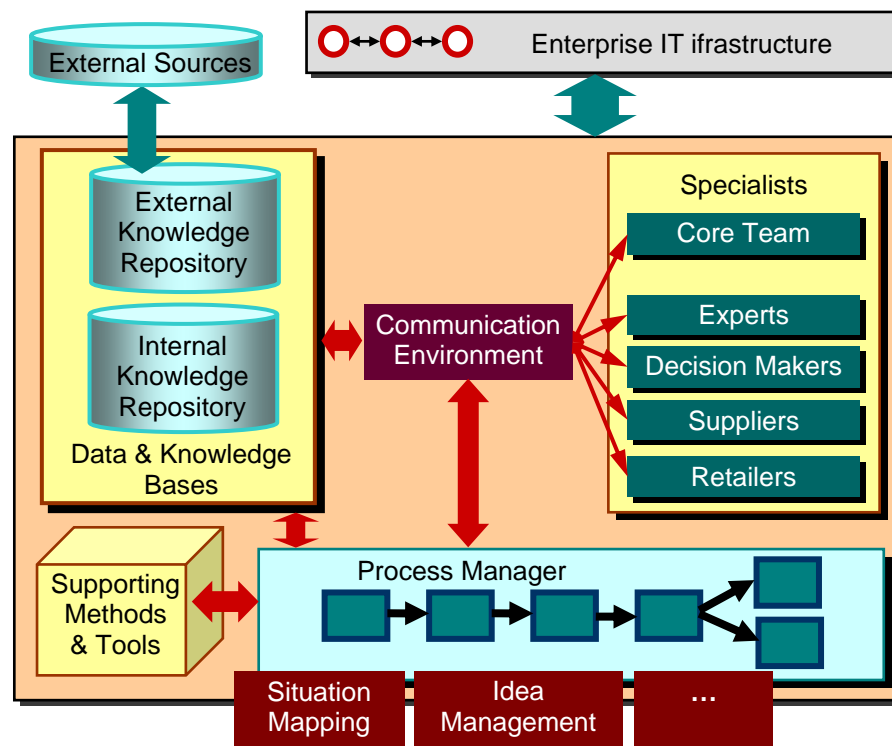 External Sources
Enterprise IT ifrastructure
External
Knowledge
Repository
Internal
Knowledge
Repository
Data & Knowledge
Bases
Communication
Environment
Specialists
Core Team
Experts
Decision Makers
Suppliers
Retailers
Supporting
Methods
& Tools
Process Manager
Situation
Mapping
Idea
Management
...